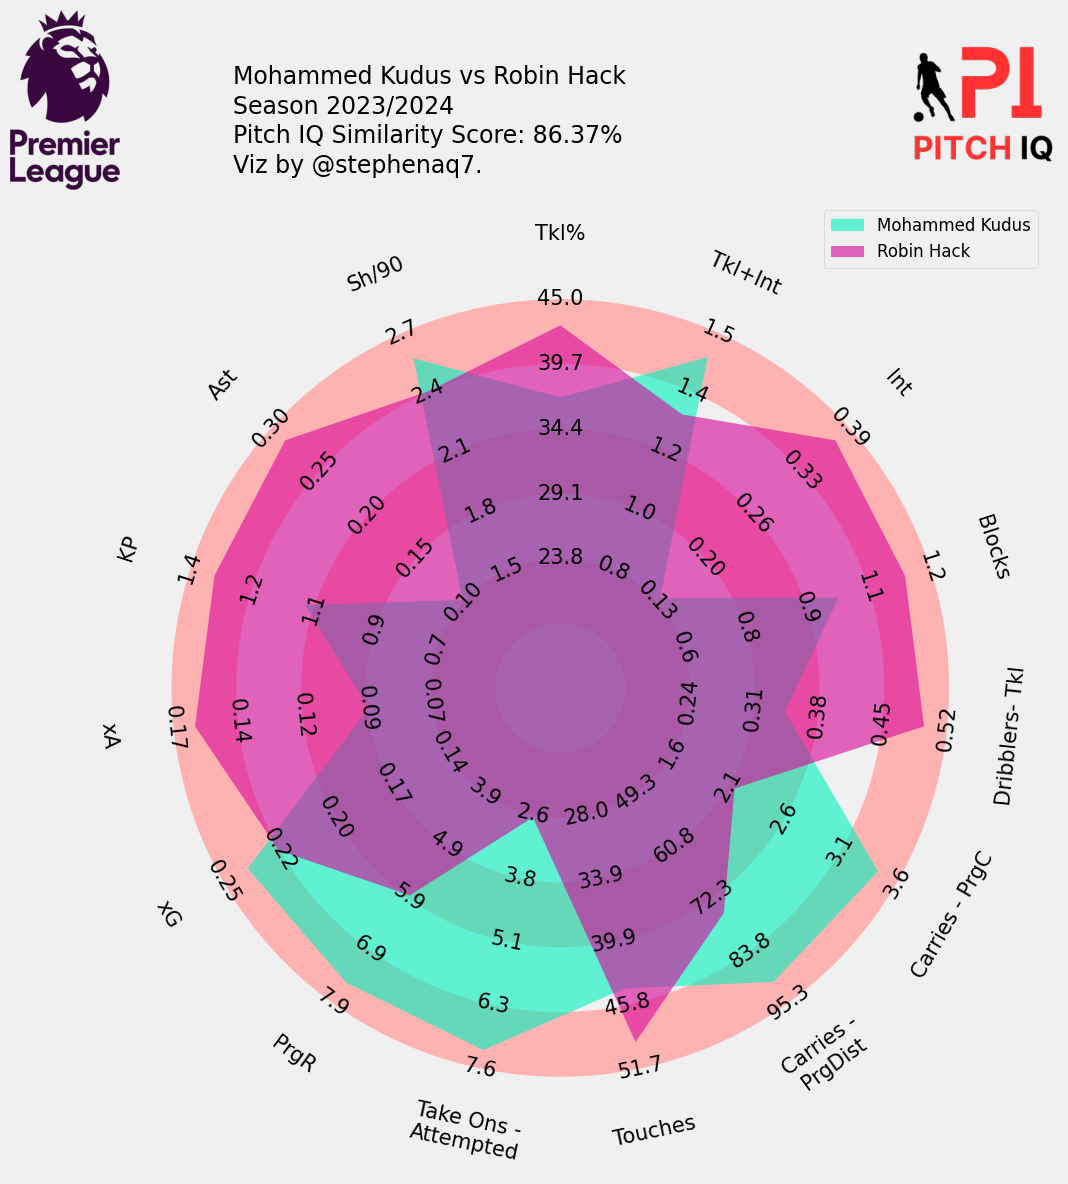 Premier
League
Mohammed Kudus vs Robin Hack
Season 2023/2024
Pitch IQ Similarity Score: 86.37%
Viz by @stephenaq7.
PI
PITCH IQ
Mohammed Kudus
Robin Hack
Tkl%
45.0
39.7
34.4
29.1
23.8
Tkl+Int
1.5
1.4
1.2
1.0
0.8
Int
0.39
0.33
0.26
0.20
0.13
Blocks
1.2
1.1
0.9
0.8
0.6
Dribblers- Tkl
0.52
0.45
0.38
0.31
0.24
Carries - PrgC
3.6
3.1
2.6
2.1
1.6
Carries -
PrgDist
95.3
83.8
72.3
60.8
49.3
Touches
51.7
45.8
39.9
33.9
28.0
Take Ons -
Attempted
7.6
6.3
5.1
3.8
2.6
PrgR
7.9
6.9
5.9
4.9
3.9
xG
0.25
0.22
0.20
0.17
0.14
xA
0.17
0.14
0.12
0.09
0.07
KP
1.4
1.2
1.1
0.9
0.7
Ast
0.30
0.25
0.20
0.15
0.10
Sh/90
2.7
2.4
2.1
1.8
1.5